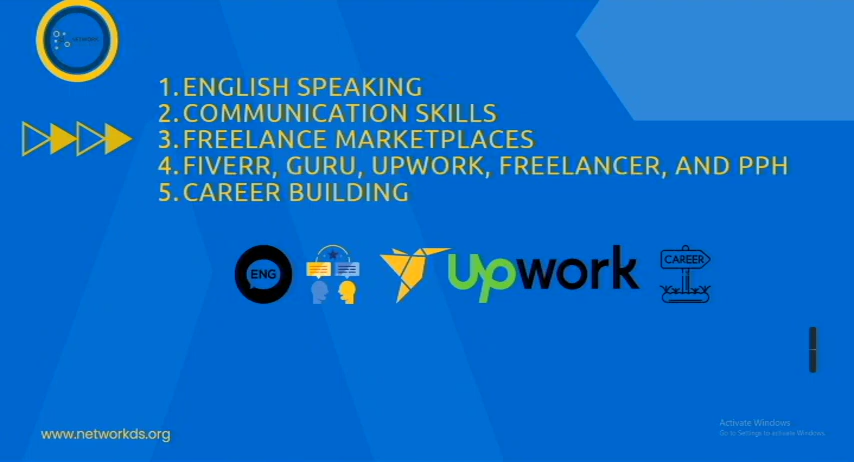 1. ENGLISH SPEAKING
2. COMMUNICATION SKILLS
3. FREELANCE MARKETPLACES
4. FIVERR, GURU, UPWORK, FREELANCER, AND PPH
5. CAREER BUILDING
ENG
upwork
CAREER
www.networkds.org
Activate Windows
Go to Settings to activate Windows.